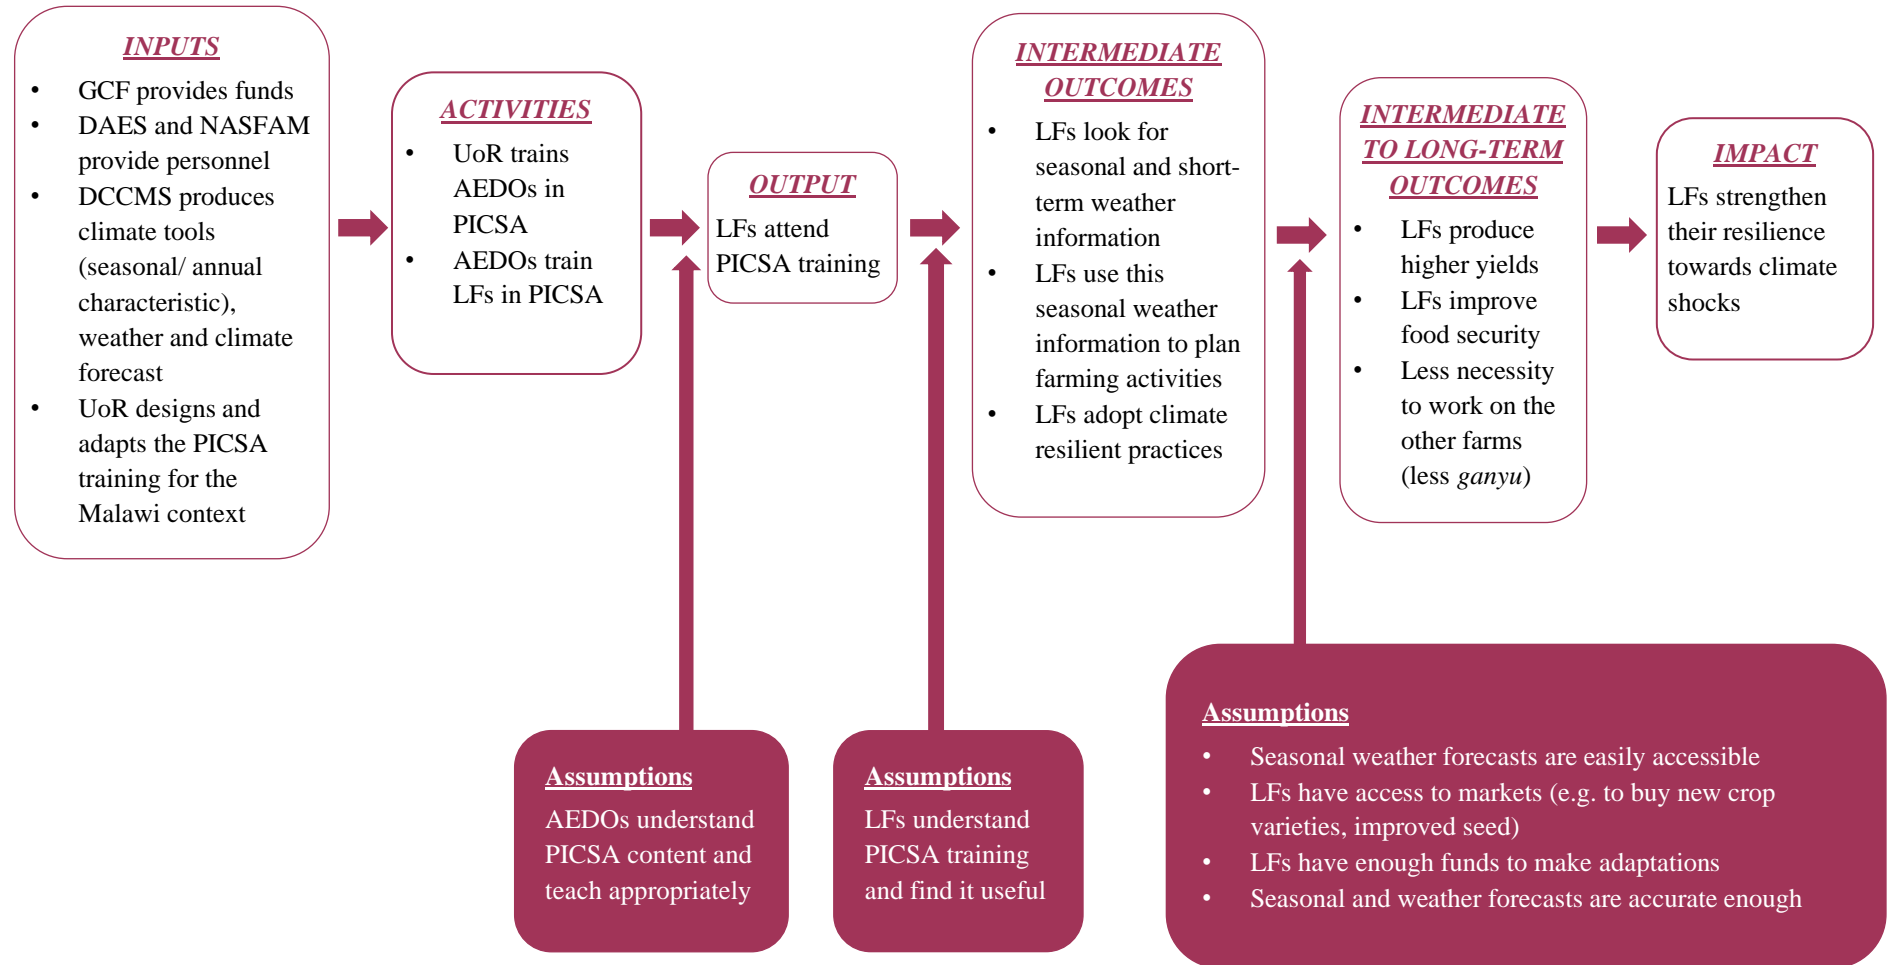 INPUTS
• GCF provides funds
• DAES and NASFAM
provide personnel
• DCCMS produces
climate tools
(seasonal/ annual
characteristic),
weather and climate
forecast
• UoR designs and
adapts the PICSA
training for the
Malawi context
ACTIVITIES
• UoR trains
AEDOs in
PICSA
• AEDOs train
LFs in PICSA
OUTPUT
LFs attend
PICSA training
INTERMEDIATE
OUTCOMES
• LFs look for
seasonal and short-
term weather
information
• LFs use this
seasonal weather
information to plan
farming activities
• LFs adopt climate
resilient practices
INTERMEDIATE
TO LONG-TERM
OUTCOMES
• LFs produce
higher yields
• LFs improve
food security
• Less necessity
to work on the
other farms
(less ganyu)
IMPACT
LFs strengthen
their resilience
towards climate
shocks
Assumptions
AEDOs understand
PICSA content and
teach appropriately
Assumptions
LFs understand
PICSA training
and find it useful
Assumptions
• Seasonal weather forecasts are easily accessible
• LFs have access to markets (e.g. to buy new crop
varieties, improved seed)
• LFs have enough funds to make adaptations
• Seasonal and weather forecasts are accurate enough